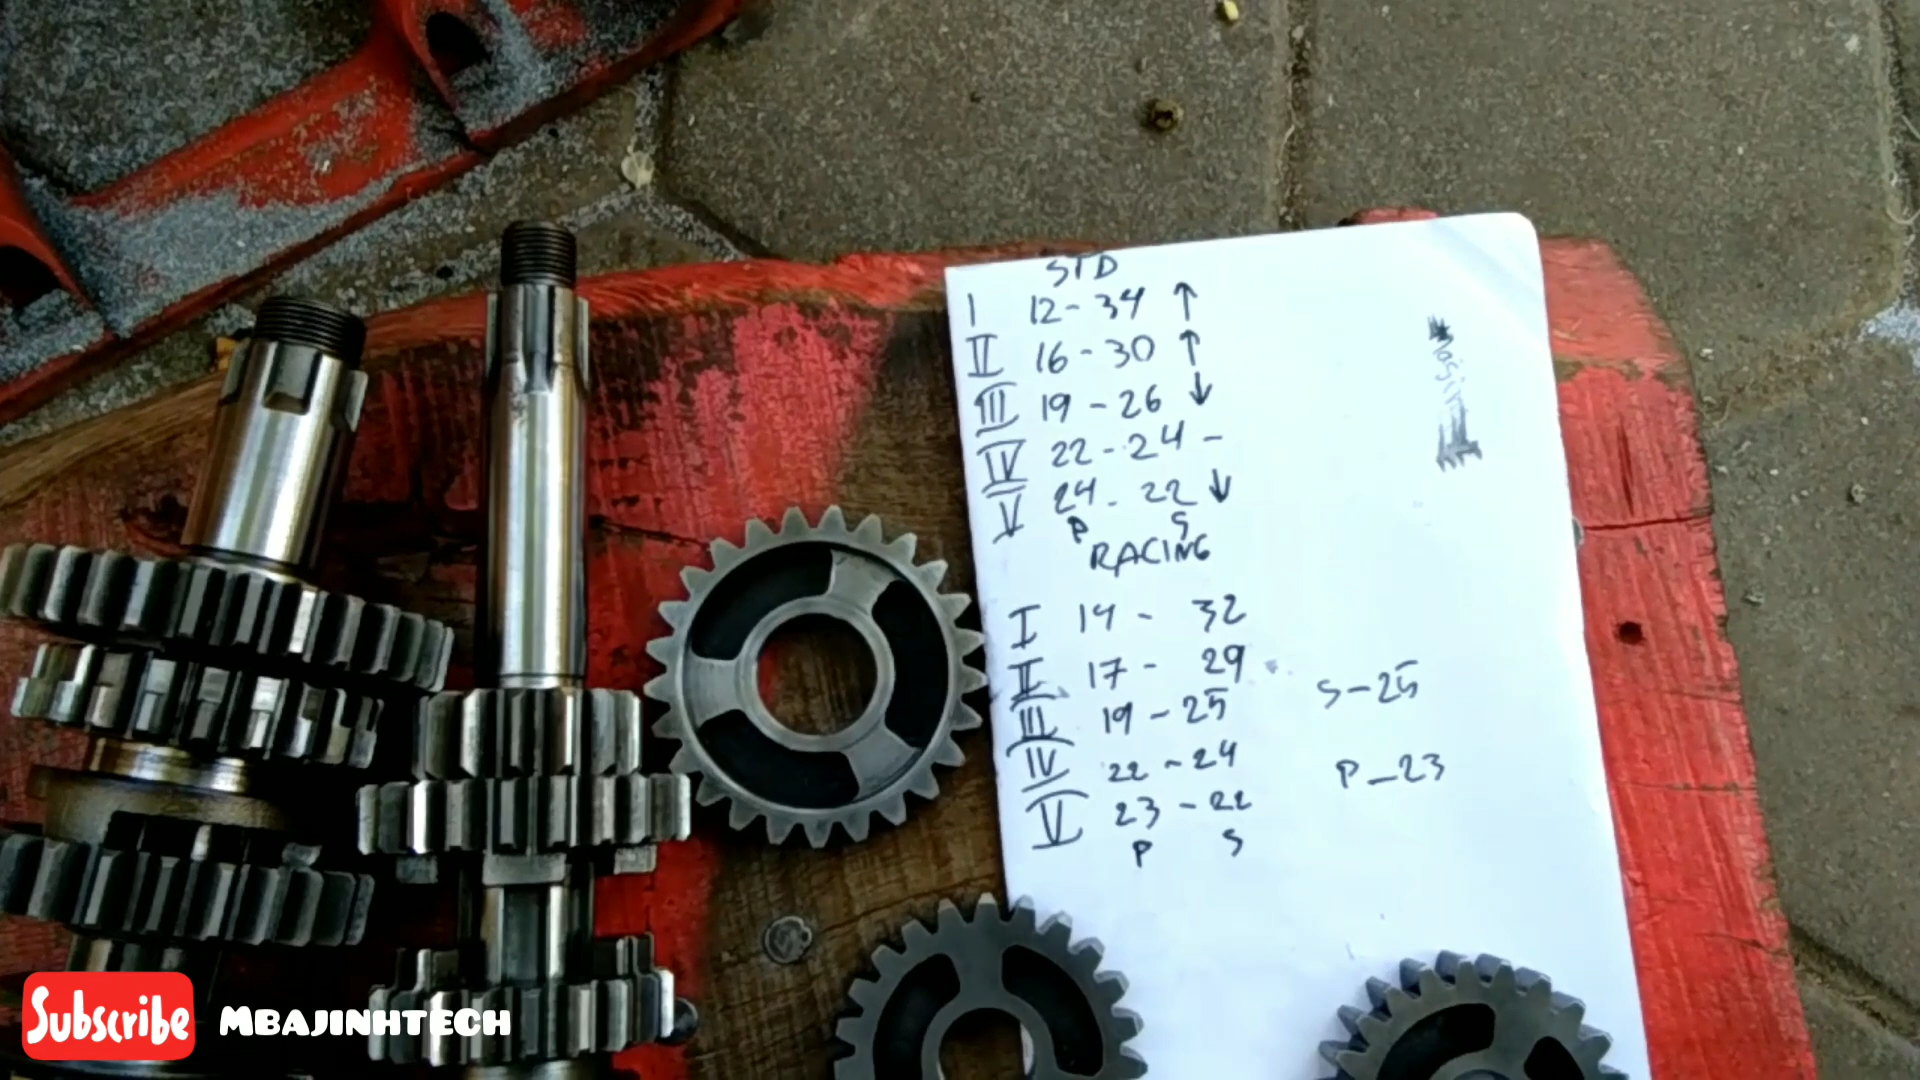 STD
I 12-34 ↑
II 16-30 ↑
III 19-26 ↓
IV 22-24 -
V 24-22 ↓
P S
RACING
I 14-32
II 17-29
III 19-25
IV 22-24
V 23-22
P S
S-25
P-23
Subscribe MBAJINHTECH